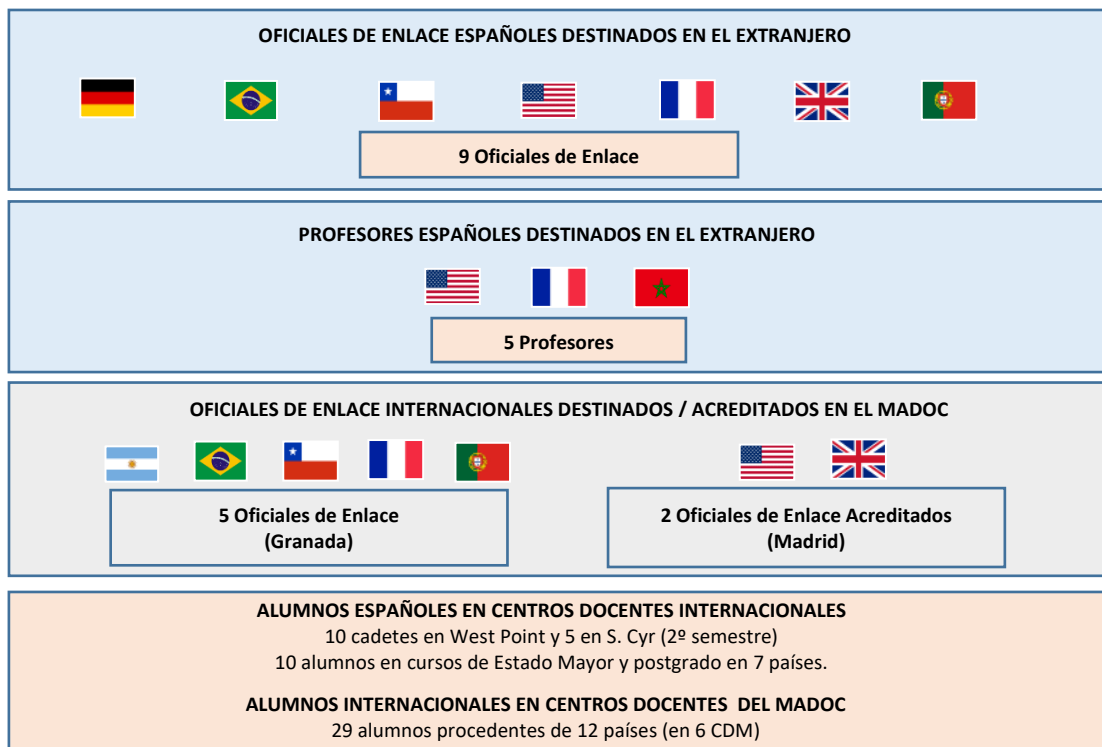 OFICIALES DE ENLACE ESPAÑOLES DESTINADOS EN EL EXTRANJERO
9 Oficiales de Enlace
PROFESORES ESPAÑOLES DESTINADOS EN EL EXTRANJERO
5 Profesores
OFICIALES DE ENLACE INTERNACIONALES DESTINADOS / ACREDITADOS EN EL MADOC
5 Oficiales de Enlace
(Granada)
2 Oficiales de Enlace Acreditados
(Madrid)
ALUMNOS ESPAÑOLES EN CENTROS DOCENTES INTERNACIONALES
10 cadetes en West Point y 5 en S. Cyr (2º semestre)
10 alumnos en cursos de Estado Mayor y postgrado en 7 países.
ALUMNOS INTERNACIONALES EN CENTROS DOCENTES DEL MADOC
29 alumnos procedentes de 12 países (en 6 CDM)